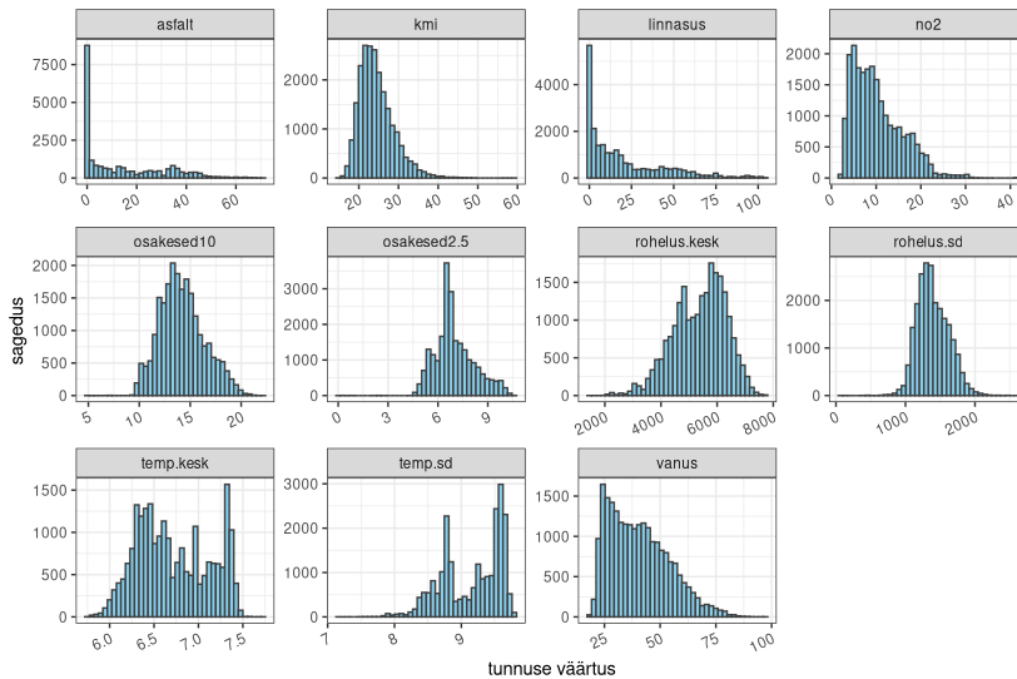 asfalt kmi linnasus no2
7500
5000
2500
0
0 20 40 60
2000
1000
0
20 30 40 50 60
4000
2000
0
0 25 50 75 100
2000
1500
1000
500
0
0 10 20 30 40
osakesed10 osakesed2.5 rohelus.kesk rohelus.sd
2000
1500
1000
500
0
5 10 15 20
3000
2000
1000
0
0 3 6 9
1500
1000
500
0
2000 4000 6000 8000
2000
1000
0
0 1000 2000
temp.kesk temp.sd vanus
1500
1000
500
0
6.0 6.5 7.0 7.5
3000
2000
1000
0
7 8 9
1500
1000
500
0
25 50 75 100
sagedus
tunnuse väärtus